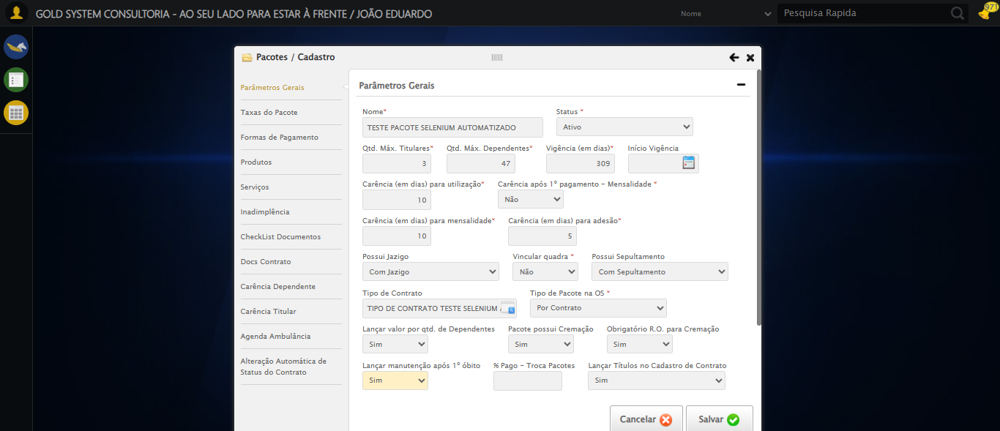 GOLD SYSTEM CONSULTORIA - AO SEU LADO PARA ESTAR À FRENTE / JOÃO EDUARDO
Nome
Pesquisa Rapida
971
Pacotes / Cadastro
Parâmetros Gerais
Taxas do Pacote
Formas de Pagamento
Produtos
Serviços
Inadimplência
CheckList Documentos
Docs Contrato
Carência Dependente
Carência Titular
Agenda Ambulância
Alteração Automática de
Status do Contrato
Parâmetros Gerais
Nome* Status *
TESTE PACOTE SELENIUM AUTOMATIZADO Ativo
Qtd. Máx. Titulares* Qtd. Máx. Dependentes* Vigência (em dias)* Início Vigência
3 47 309
Carência (em dias) para utilização* Carência após 1º pagamento - Mensalidade *
10 Não
Carência (em dias) para mensalidade* Carência (em dias) para adesão*
10 5
Possui Jazigo Vincular quadra * Possui Sepultamento
Com Jazigo Não Com Sepultamento
Tipo de Contrato Tipo de Pacote na OS *
TIPO DE CONTRATO TESTE SELENIUM Por Contrato
Lançar valor por qtd. de Dependentes Pacote possui Cremação Obrigatório R.O. para Cremação
Sim Sim Sim
Lançar manutenção após 1º óbito % Pago - Troca Pacotes Lançar Títulos no Cadastro de Contrato
Sim Sim
Cancelar Salvar